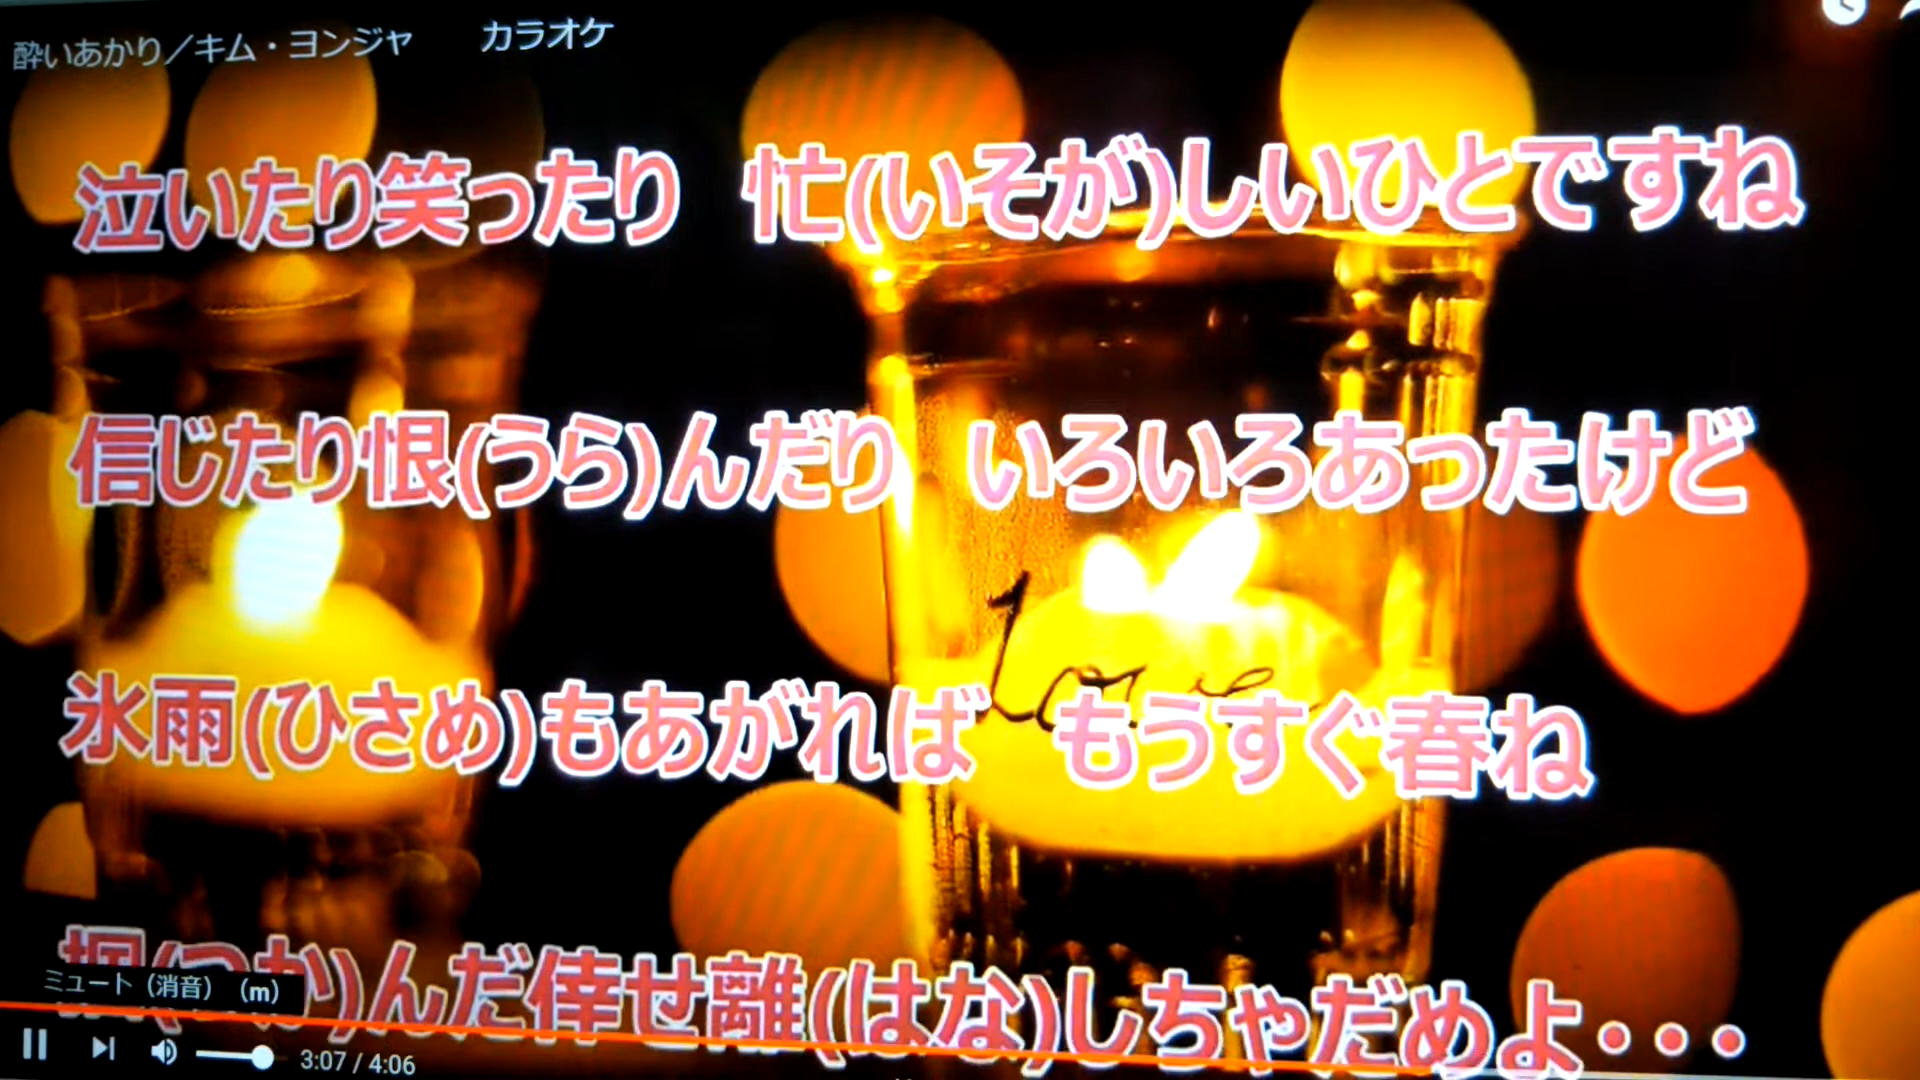 酔いあかり／キム・ヨンジャ　　カラオケ
泣いたり笑ったり　忙(いそが)しいひとですね
信じたり恨(うら)んだり　いろいろあったけど
love
氷雨(ひさめ)もあがれば　もうすぐ春ね
掴(つか)んだ倖せ離(はな)しちゃだめよ・・・
ミュート（消音）（m）
3:07 / 4:06